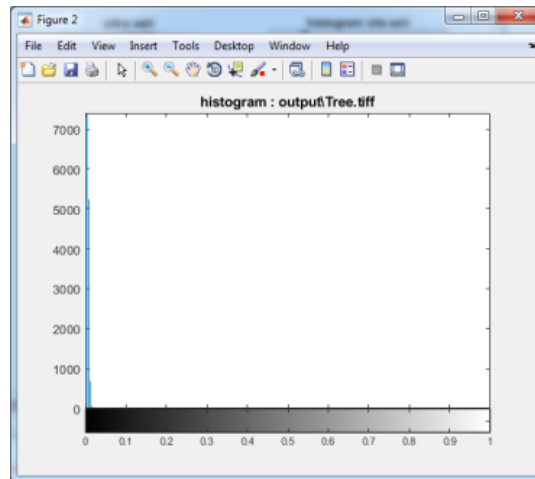 Figure 2
File Edit View Insert Tools Desktop Window Help
histogram : output\Tree.tiff
7000
6000
5000
4000
3000
2000
1000
0
0 0.1 0.2 0.3 0.4 0.5 0.6 0.7 0.8 0.9 1